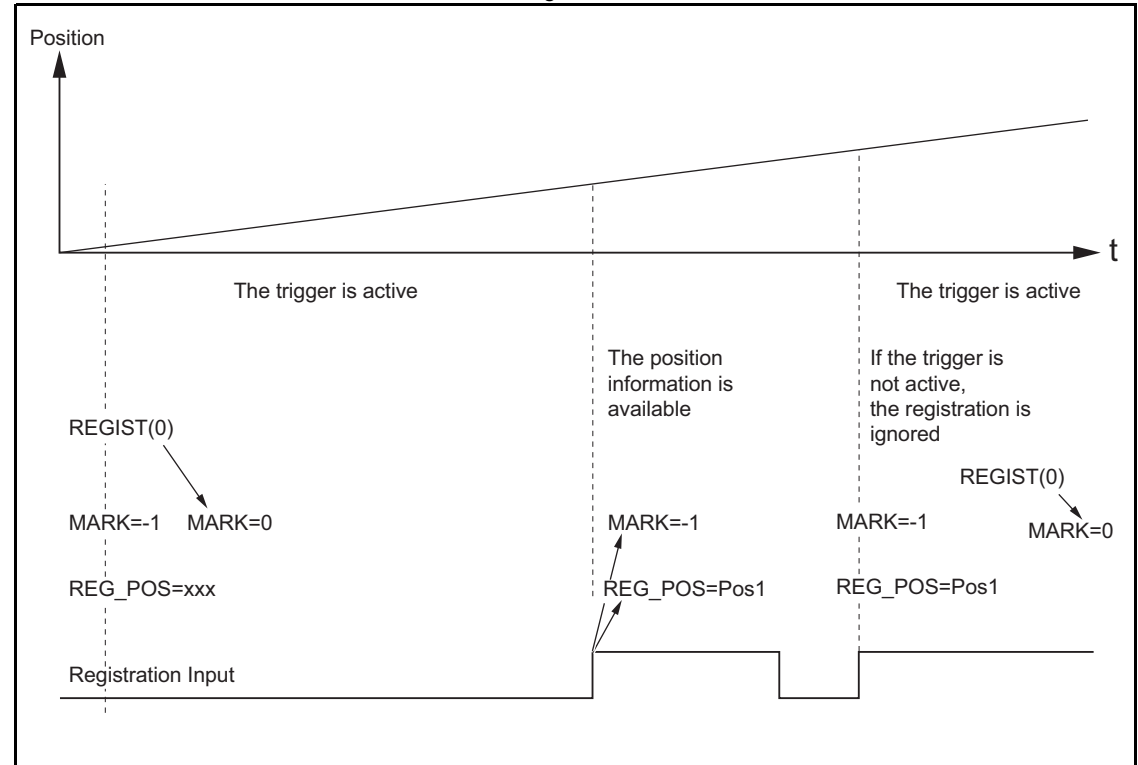 Position
t
The trigger is active
The trigger is active
The position
information is
available
If the trigger is
not active,
the registration is
ignored
REGIST(0)
REGIST(0)
MARK=-1
MARK=0
MARK=-1
MARK=-1
MARK=0
REG_POS=xxx
REG_POS=Pos1
REG_POS=Pos1
Registration Input